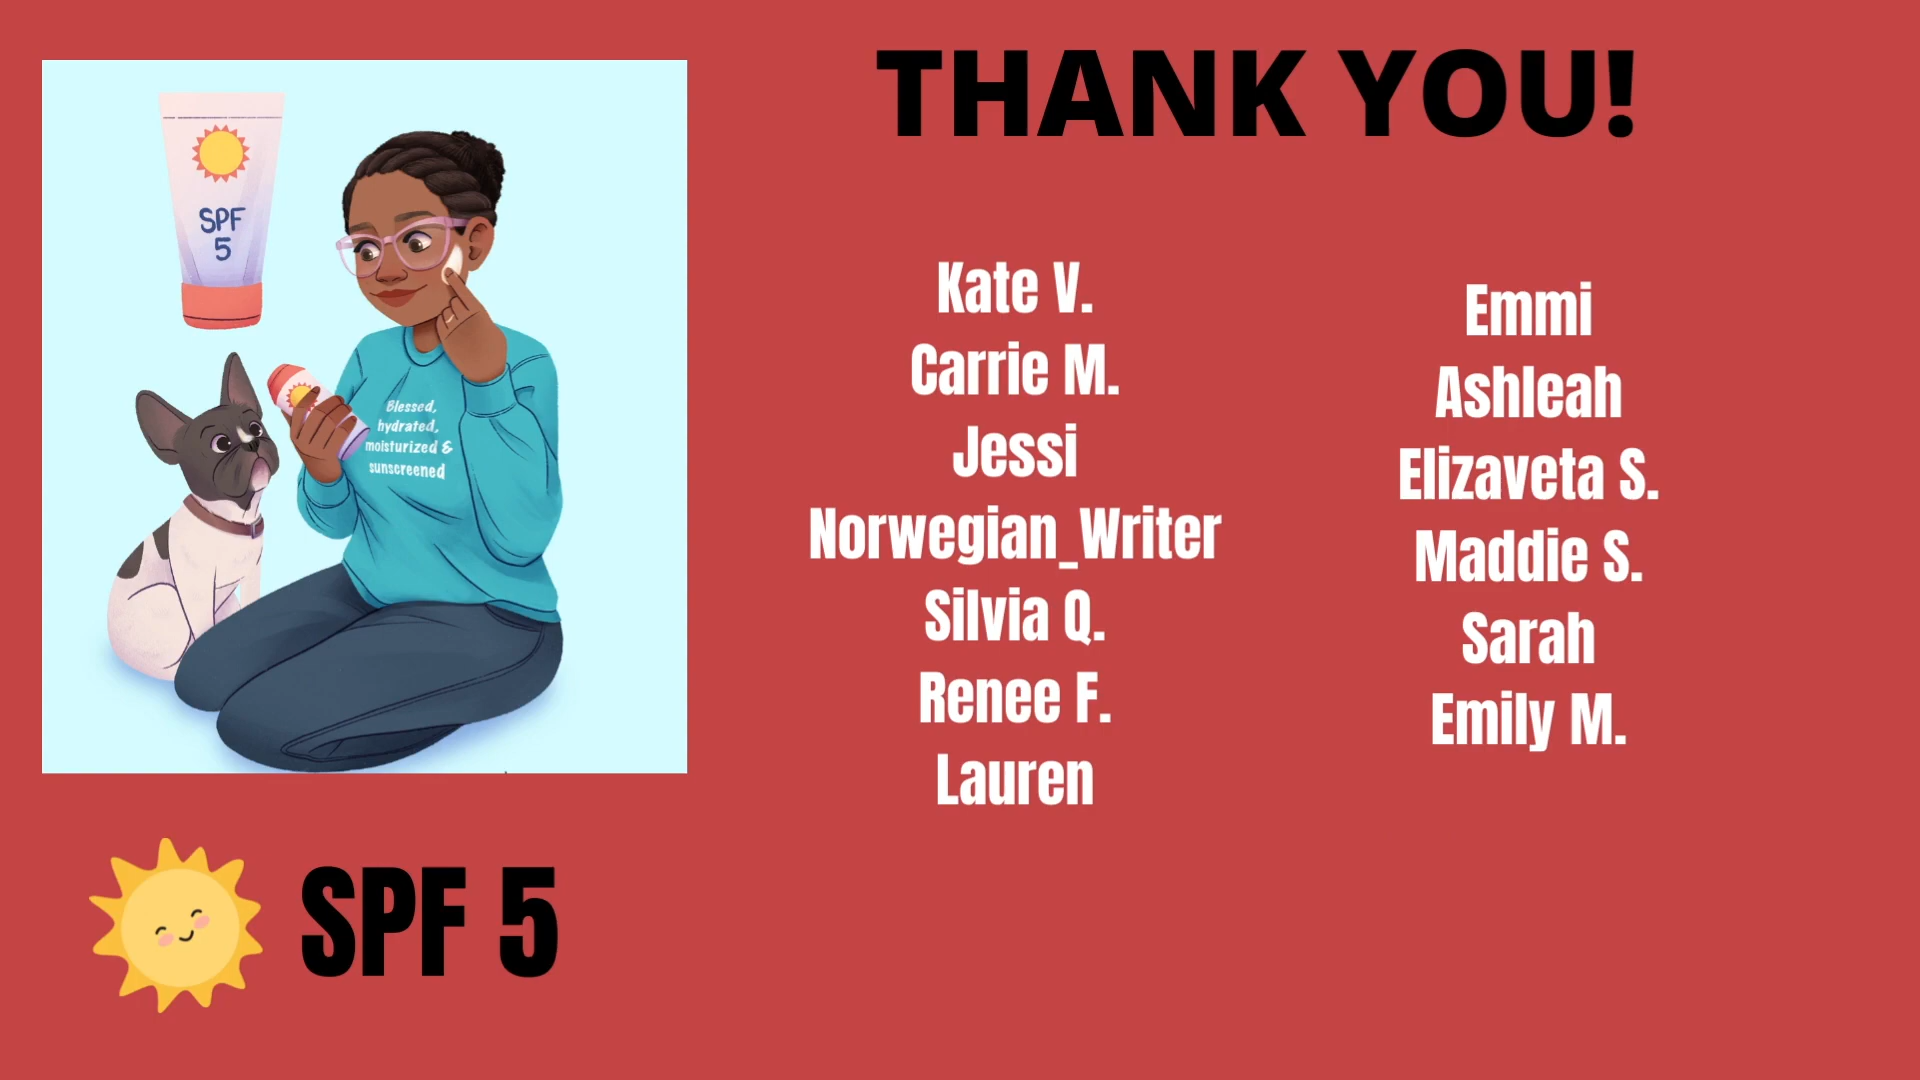 THANK YOU!
SPF
5
Blessed,
hydrated,
moisturized &
sunscreened
Kate V.
Carrie M.
Jessi
Norwegian_Writer
Silvia Q.
Renee F.
Lauren
Emmi
Ashleah
Elizaveta S.
Maddie S.
Sarah
Emily M.
SPF 5